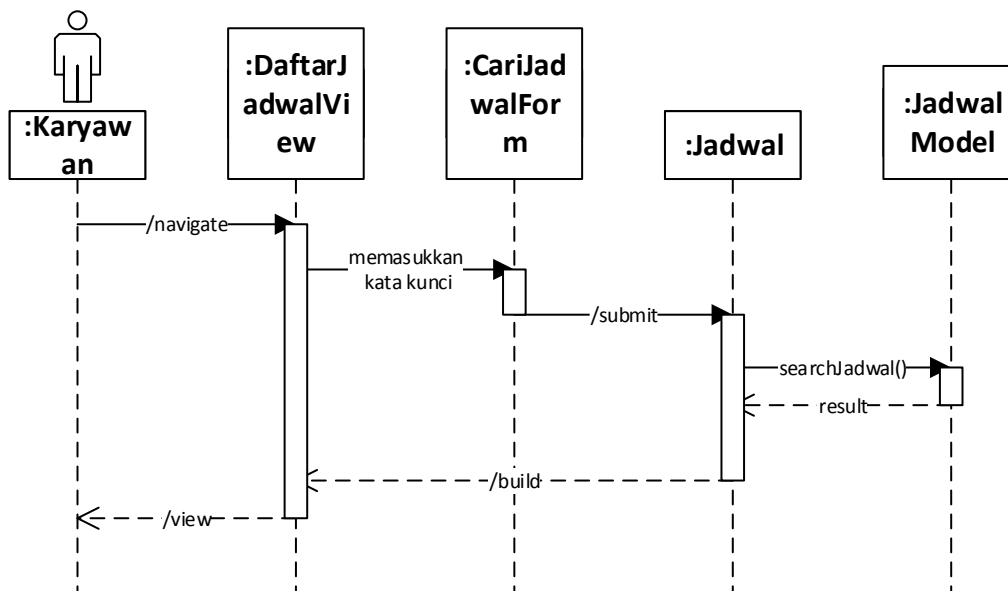 :Karyaw
an
:DaftarJ
adwalVi
ew
:CariJad
walFor
m
:Jadwal
:Jadwal
Model
/navigate
memasukkan
kata kunci
/submit
searchJadwal()
result
/build
/view